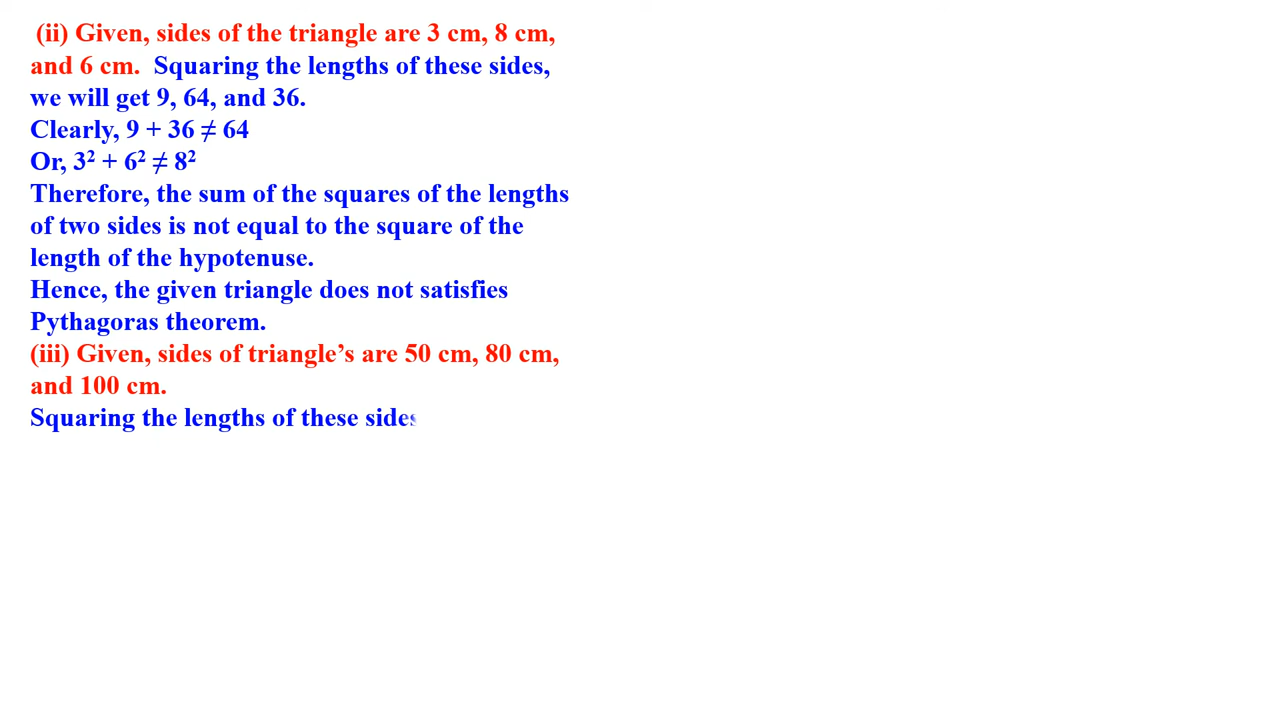 (ii) Given, sides of the triangle are 3 cm, 8 cm,
and 6 cm. Squaring the lengths of these sides,
we will get 9, 64, and 36.
Clearly, 9 + 36 ≠ 64
Or, 3² + 6² ≠ 8²
Therefore, the sum of the squares of the lengths
of two sides is not equal to the square of the
length of the hypotenuse.
Hence, the given triangle does not satisfies
Pythagoras theorem.
(iii) Given, sides of triangle’s are 50 cm, 80 cm,
and 100 cm.
Squaring the lengths of these sides